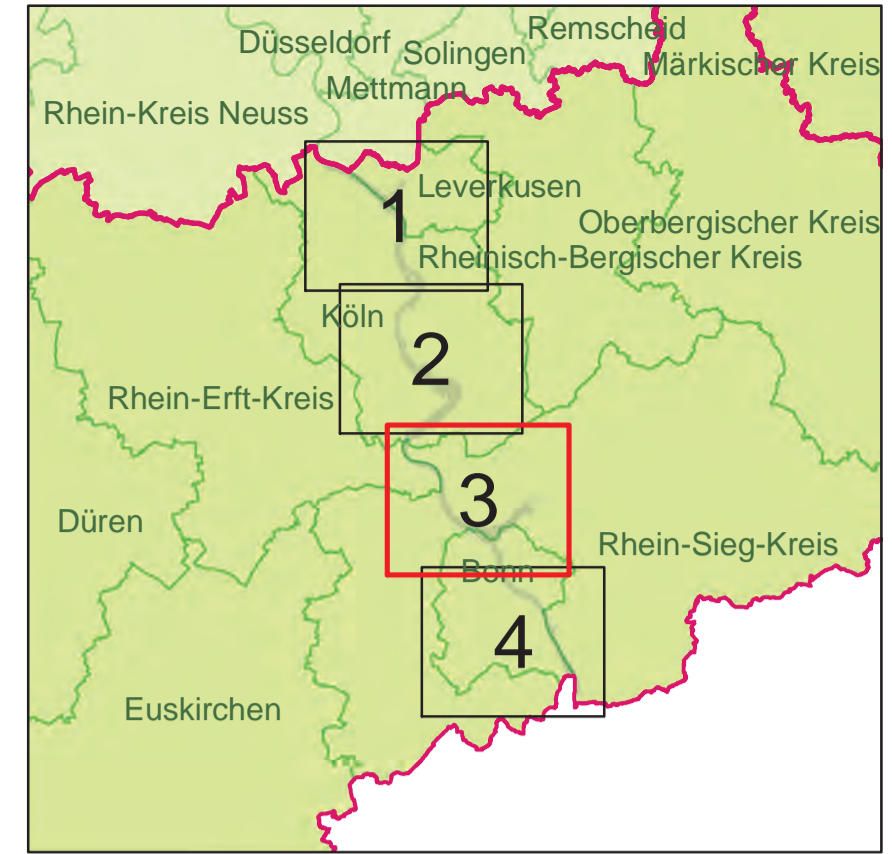 Remscheid
Düsseldorf
Solingen
Märkischer Kreis
Mettmann
Rhein-Kreis Neuss
Leverkusen
1
Oberbergischer Kreis
Rheinisch-Bergischer Kreis
Köln
2
Rhein-Erft-Kreis
3
Düren
Rhein-Sieg-Kreis
Bonn
4
Euskirchen